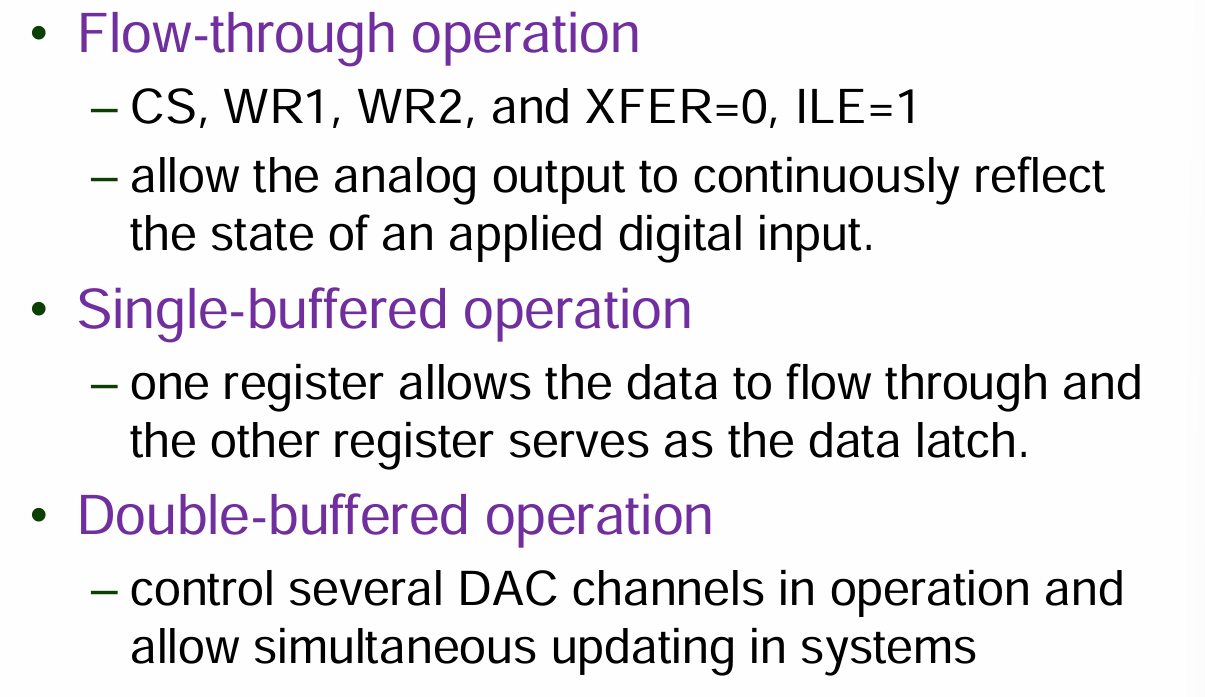 • Flow-through operation
– CS, WR1, WR2, and XFER=0, ILE=1
– allow the analog output to continuously reflect
the state of an applied digital input.
• Single-buffered operation
– one register allows the data to flow through and
the other register serves as the data latch.
• Double-buffered operation
– control several DAC channels in operation and
allow simultaneous updating in systems